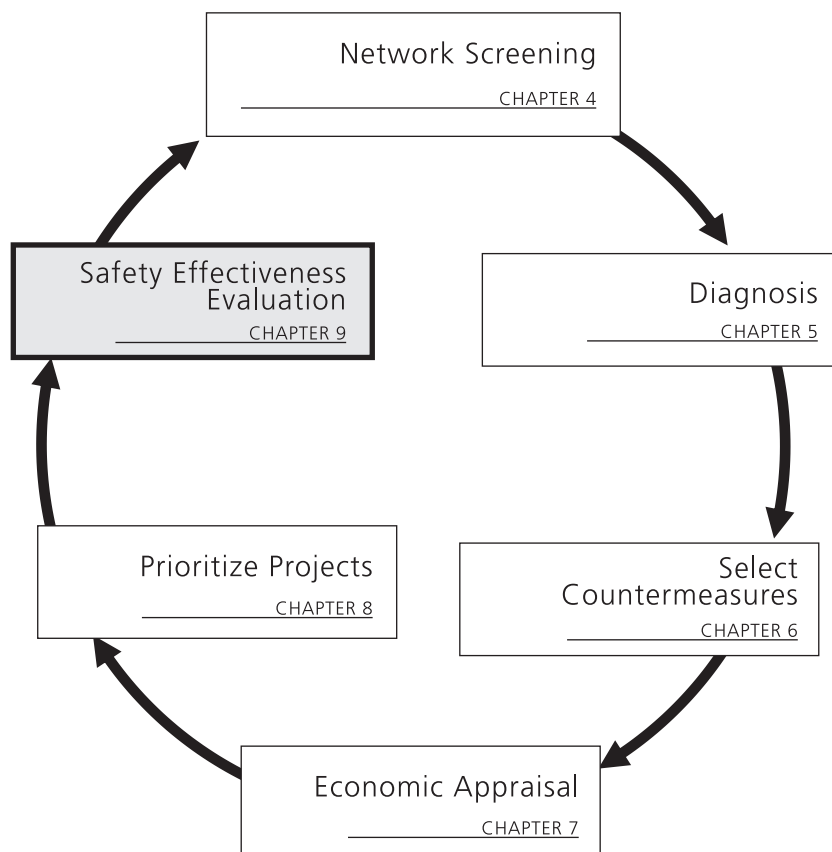 Network Screening
CHAPTER 4
Diagnosis
CHAPTER 5
Select
Countermeasures
CHAPTER 6
Economic Appraisal
CHAPTER 7
Prioritize Projects
CHAPTER 8
Safety Effectiveness
Evaluation
CHAPTER 9